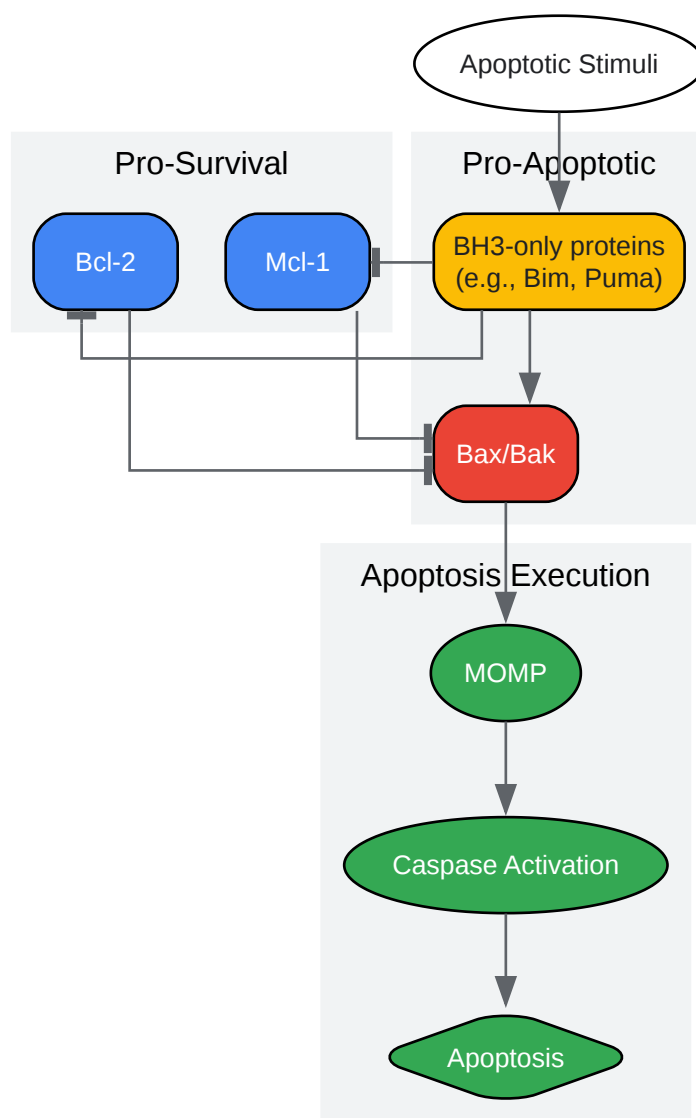 Apoptotic Stimuli
Pro-Survival
Pro-Apoptotic
Bcl-2
Mcl-1
BH3-only proteins
(e.g., Bim, Puma)
Bax/Bak
Apoptosis Execution
MOMP
Caspase Activation
Apoptosis